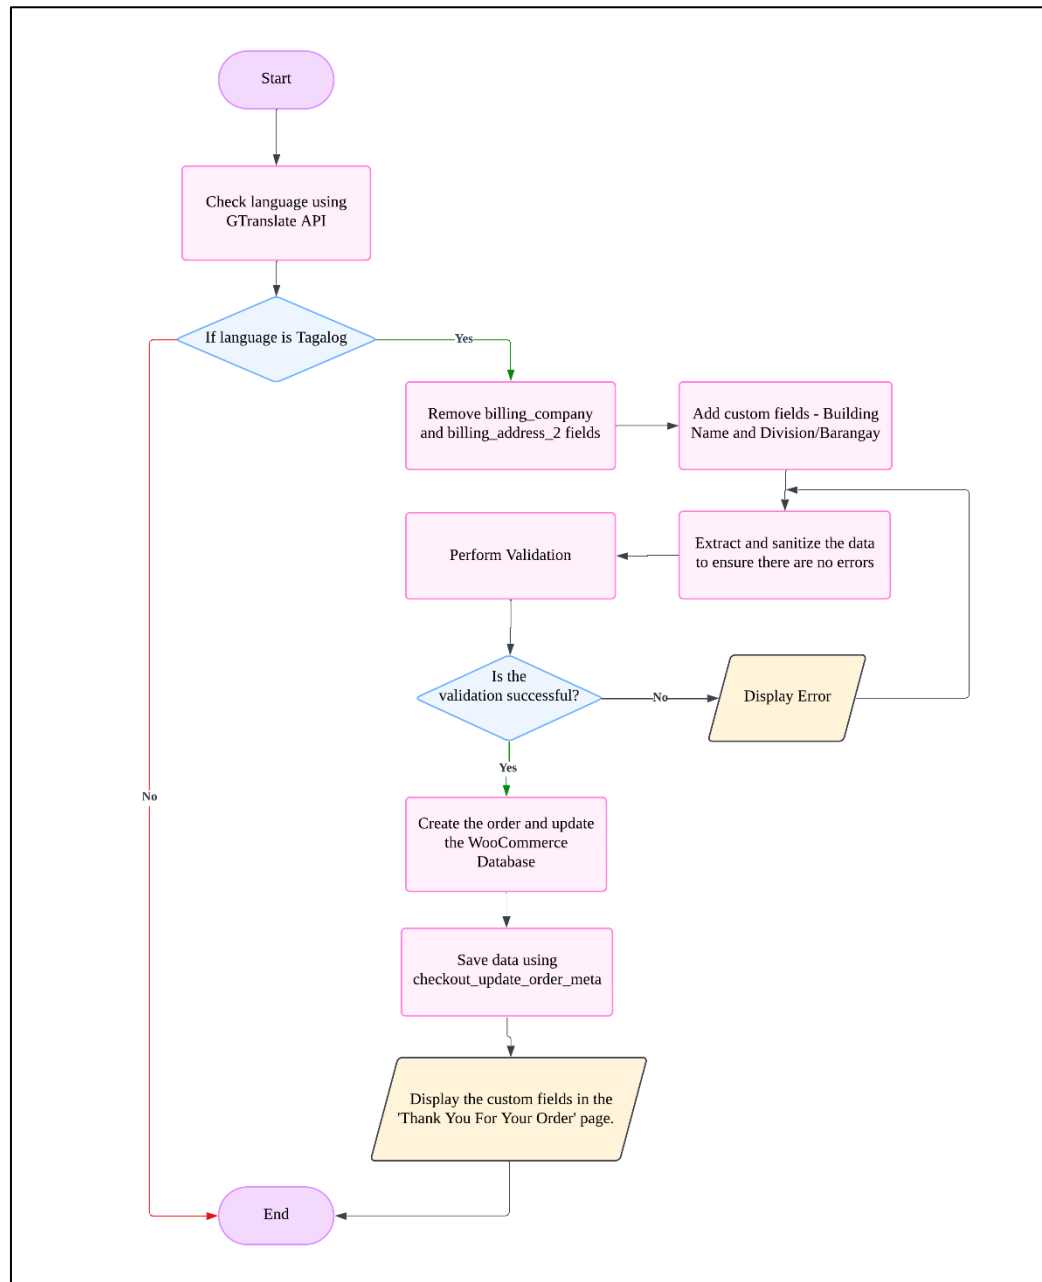 Start
Check language using
GTranslate API
If language is Tagalog
Yes
Remove billing_company
and billing_address_2 fields
Add custom fields - Building
Name and Division/Barangay
Extract and sanitize the data
to ensure there are no errors
Perform Validation
Is the
validation successful?
No
Display Error
Yes
No
Create the order and update
the WooCommerce
Database
Save data using
checkout_update_order_meta
Display the custom fields in the
'Thank You For Your Order' page.
End